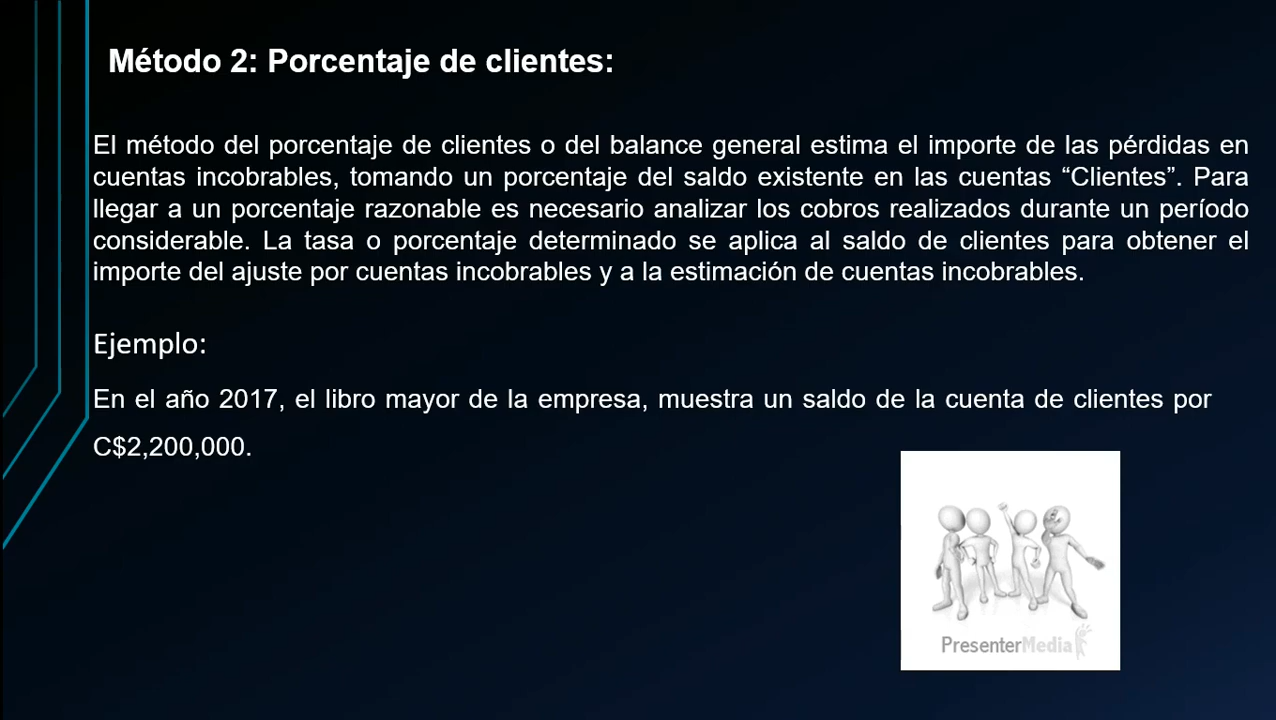 Método 2: Porcentaje de clientes:
El método del porcentaje de clientes o del balance general estima el importe de las pérdidas en
cuentas incobrables, tomando un porcentaje del saldo existente en las cuentas “Clientes”. Para
llegar a un porcentaje razonable es necesario analizar los cobros realizados durante un período
considerable. La tasa o porcentaje determinado se aplica al saldo de clientes para obtener el
importe del ajuste por cuentas incobrables y a la estimación de cuentas incobrables.
Ejemplo:
En el año 2017, el libro mayor de la empresa, muestra un saldo de la cuenta de clientes por
C$2,200,000.
PresenterMedia